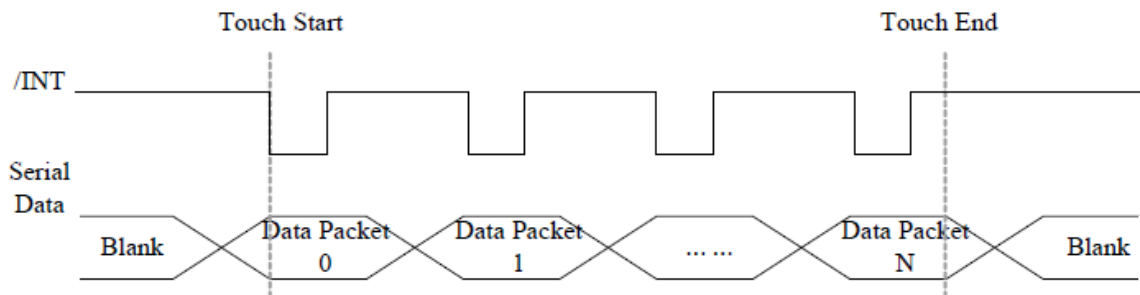 Touch Start
Touch End
/INT
Serial
Data
Blank
Data Packet
0
Data Packet
1
... ...
Data Packet
N
Blank